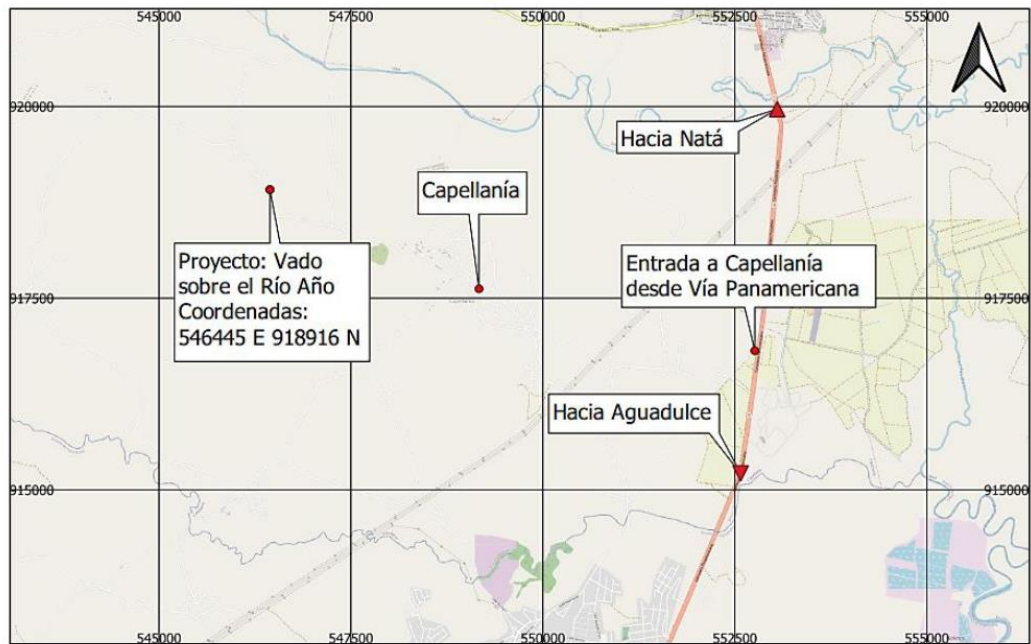 545000 547500 550000 552500 555000
920000 920000
Hacia Natá
Capellanía
Proyecto: Vado
sobre el Río Año
Coordenadas:
546445 E 918916 N
Entrada a Capellanía
desde Vía Panamericana
917500 917500
Hacia Aguadulce
915000 915000
545000 547500 550000 552500 555000